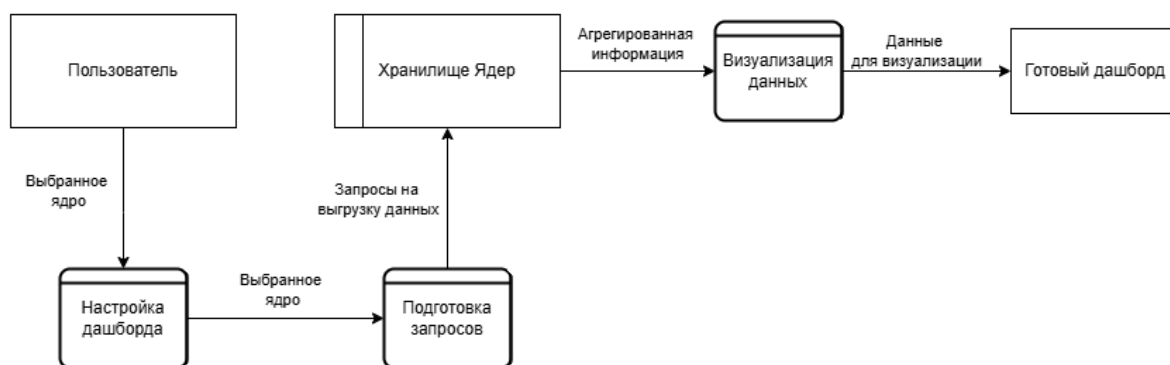 Пользователь
Хранилище Ядер
Агрегированная
информация
Визуализация
данных
Данные
для визуализации
Готовый дашборд
Выбранное
ядро
Запросы на
выгрузку данных
Настройка
дашборда
Выбранное
ядро
Подготовка
запросов